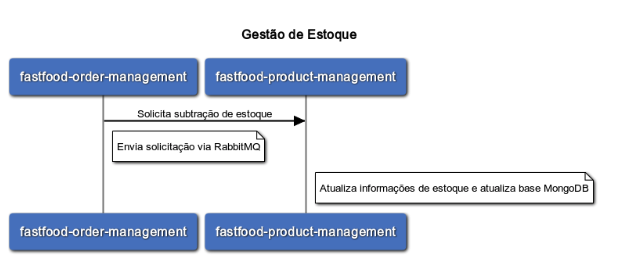 Gestão de Estoque
fastfood-order-management
fastfood-product-management
Solicita subtração de estoque
Envia solicitação via RabbitMQ
Atualiza informações de estoque e atualiza base MongoDB
fastfood-order-management
fastfood-product-management